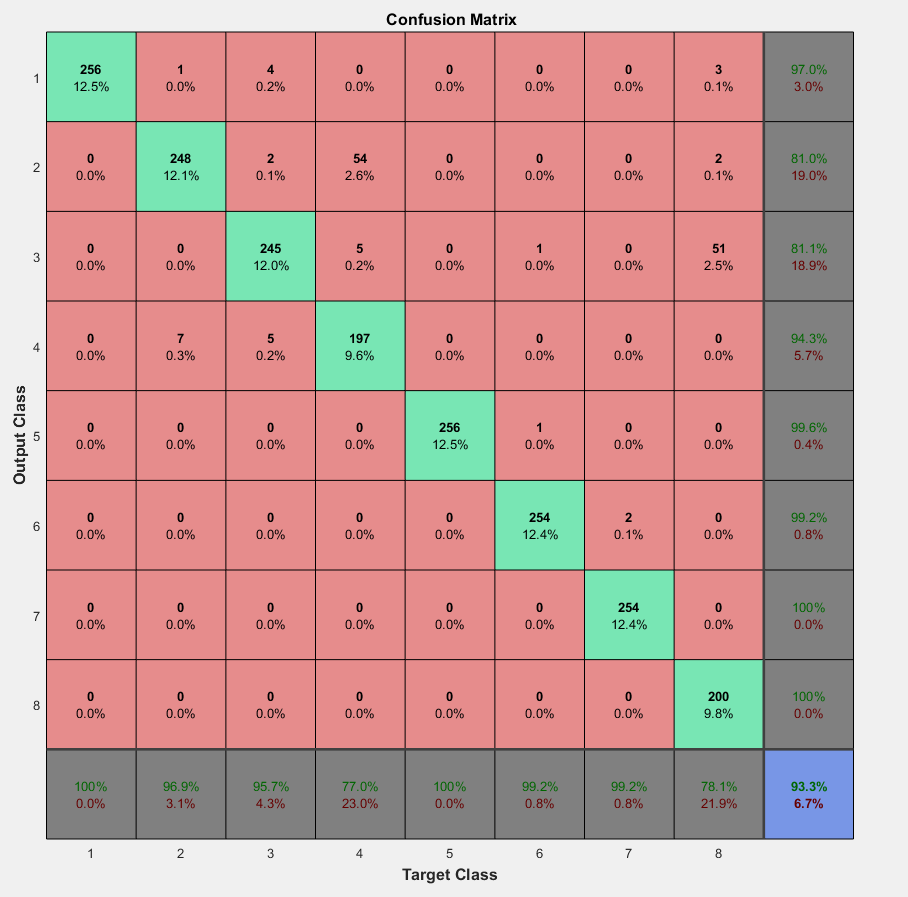 Confusion Matrix
1 256 1 4 0 0 0 0 3 97.0%
12.5% 0.0% 0.2% 0.0% 0.0% 0.0% 0.0% 0.1% 3.0%
2 0 248 2 54 0 0 0 2 81.0%
0.0% 12.1% 0.1% 2.6% 0.0% 0.0% 0.0% 0.1% 19.0%
3 0 0 245 5 0 1 0 51 81.1%
0.0% 0.0% 12.0% 0.2% 0.0% 0.0% 0.0% 2.5% 18.9%
4 0 7 5 197 0 0 0 0 94.3%
0.0% 0.3% 0.2% 9.6% 0.0% 0.0% 0.0% 0.0% 5.7%
5 0 0 0 0 256 1 0 0 99.6%
0.0% 0.0% 0.0% 0.0% 12.5% 0.0% 0.0% 0.0% 0.4%
6 0 0 0 0 0 254 2 0 99.2%
0.0% 0.0% 0.0% 0.0% 0.0% 12.4% 0.1% 0.0% 0.8%
7 0 0 0 0 0 0 254 0 100%
0.0% 0.0% 0.0% 0.0% 0.0% 0.0% 12.4% 0.0% 0.0%
8 0 0 0 0 0 0 0 200 100%
0.0% 0.0% 0.0% 0.0% 0.0% 0.0% 0.0% 9.8% 0.0%
100% 96.9% 95.7% 77.0% 100% 99.2% 99.2% 78.1% 93.3%
0.0% 3.1% 4.3% 23.0% 0.0% 0.8% 0.8% 21.9% 6.7%
1 2 3 4 5 6 7 8
Target Class
Output Class